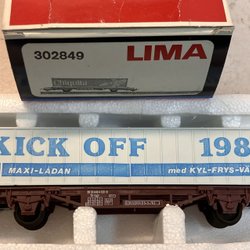 302849
LIMA
KICK OFF 198
MAXI-LÅDAN
med KYL-FRYS-VÄ